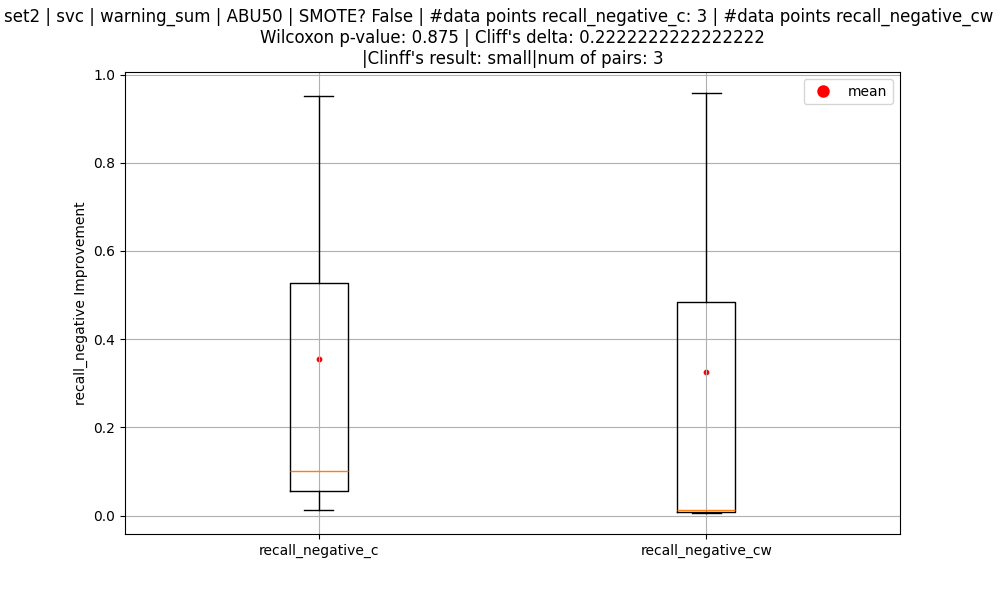 set2 | svc | warning_sum | ABU50 | SMOTE? False | #data points recall_negative_c: 3 | #data points recall_negative_cw
Wilcoxon p-value: 0.875 | Cliff's delta: 0.2222222222222222
|Clinff's result: small|num of pairs: 3
mean
1.0
0.8
0.6
0.4
0.2
0.0
recall_negative Improvement
recall_negative_c
recall_negative_cw